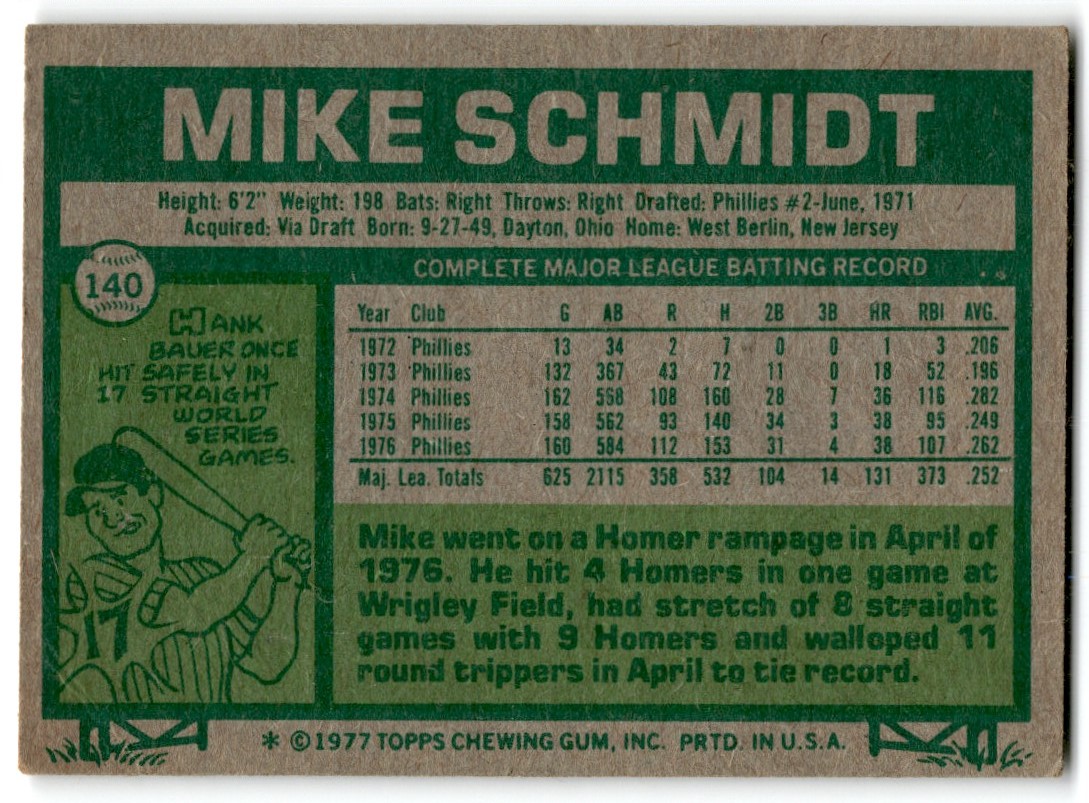 MIKE SCHMIDT
Height: 6'2" Weight: 198 Bats: Right Throws: Right Drafted: Phillies #2-June, 1971
Acquired: Via Draft Born: 9-27-49, Dayton, Ohio Home: West Berlin, New Jersey
140
HANK
BAUER ONCE
HIT SAFELY IN
17 STRAIGHT
WORLD
SERIES
GAMES.
17
COMPLETE MAJOR LEAGUE BATTING RECORD
Year Club G AB R H 2B 3B HR RBI AVG.
1972 Phillies 13 34 2 7 0 0 1 3 .206
1973 Phillies 132 367 43 72 11 0 18 52 .196
1974 Phillies 162 568 108 160 28 7 36 116 .282
1975 Phillies 158 562 93 140 34 3 38 95 .249
1976 Phillies 160 584 112 153 31 4 38 107 .262
Maj. Lea. Totals 625 2115 358 532 104 14 131 373 .252
Mike went on a Homer rampage in April of
1976. He hit 4 Homers in one game at
Wrigley Field, had stretch of 8 straight
games with 9 Homers and walloped 11
round trippers in April to tie record.
* ©1977 TOPPS CHEWING GUM, INC. PRTD. IN U.S.A.